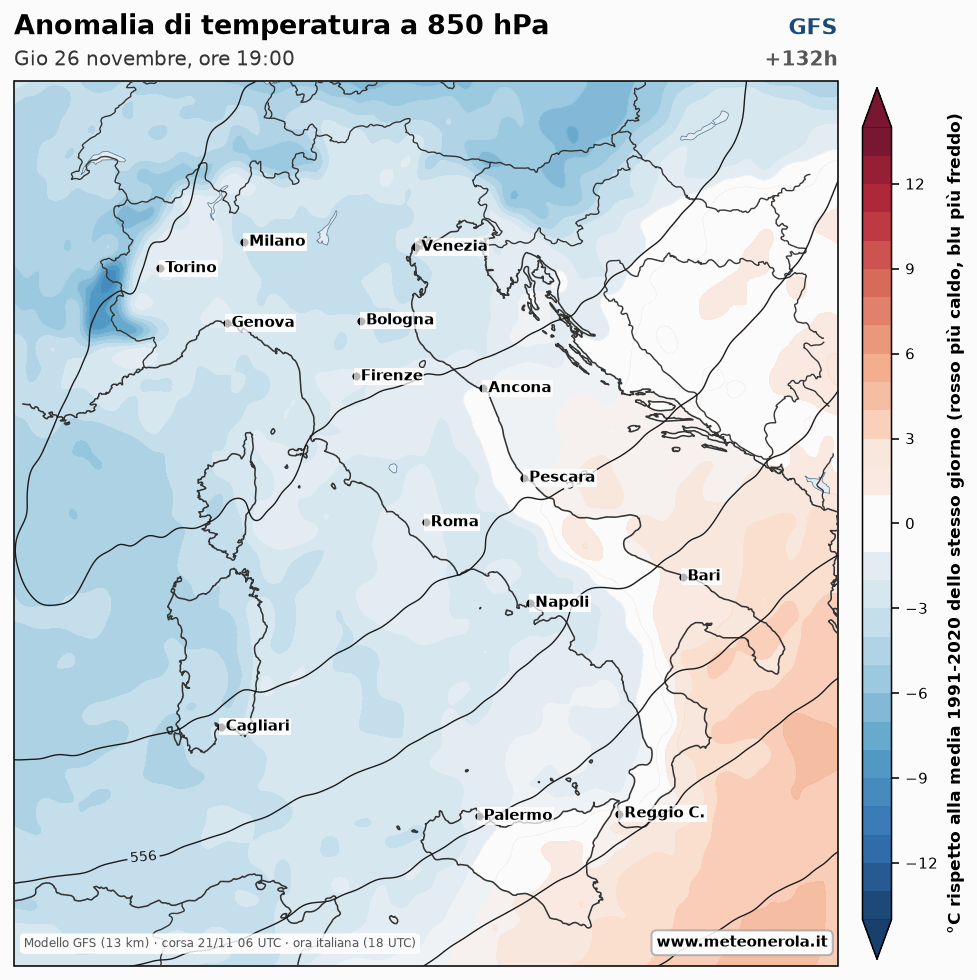 Anomalia di temperatura a 850 hPa
GFS
Gio 26 novembre, ore 19:00
+132h
Milano
Venezia
Torino
Genova
Bologna
Firenze
Ancona
Pescara
Roma
Bari
Napoli
Cagliari
Palermo
Reggio C.
556
Modello GFS (13 km) · corsa 21/11 06 UTC · ora italiana (18 UTC)
www.meteonerola.it
12
9
6
3
0
−3
−6
−9
−12
°C rispetto alla media 1991-2020 dello stesso giorno (rosso più caldo, blu più freddo)